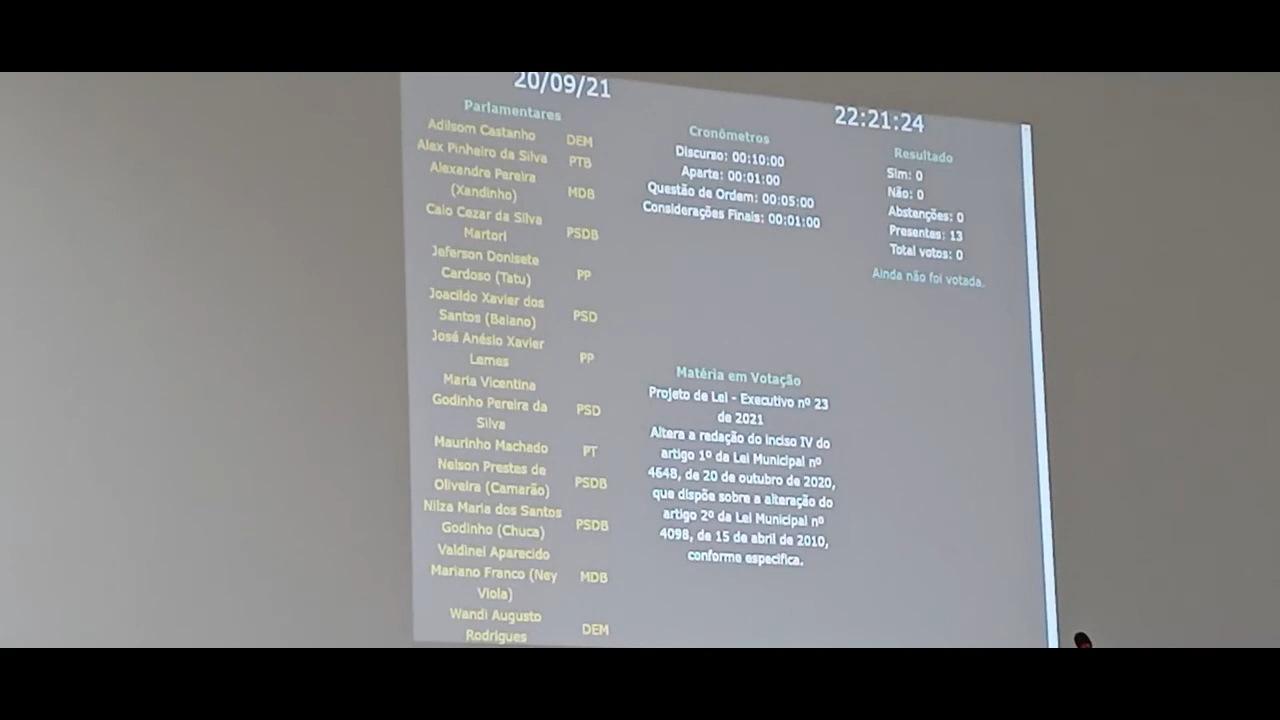 20/09/21
22:21:24
Parlamentares
Adilsom Castanho DEM
Alex Pinheiro da Silva PTB
Alexandre Pereira
(Xandinho) MDB
Caio Cezar da Silva
Martori PSDB
Jeferson Donisete
Cardoso (Tatu) PP
Joacildo Xavier dos
Santos (Baiano) PSD
José Anésio Xavier
Lemes PP
Maria Vicentina
Godinho Pereira da
Silva PSD
Maurinho Machado PT
Nelson Prestes de
Oliveira (Camarão) PSDB
Nilza Maria dos Santos
Godinho (Chuca) PSDB
Valdinei Aparecido
Mariano Franco (Ney
Viola) MDB
Wandi Augusto
Rodrigues DEM
Cronômetros
Discurso: 00:10:00
Aparte: 00:01:00
Questão de Ordem: 00:05:00
Considerações Finais: 00:01:00
Resultado
Sim: 0
Não: 0
Abstenções: 0
Presentes: 13
Total votos: 0
Ainda não foi votada.
Matéria em Votação
Projeto de Lei - Executivo nº 23
de 2021
Altera a redação do inciso IV do
artigo 1º da Lei Municipal nº
4648, de 20 de outubro de 2020,
que dispõe sobre a alteração do
artigo 2º da Lei Municipal nº
4098, de 15 de abril de 2010,
conforme especifica.